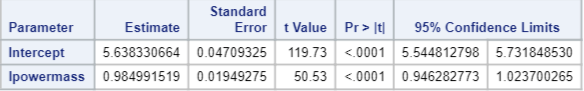 Parameter Estimate Standard Error t Value Pr > |t| 95% Confidence Limits
Intercept 5.638330664 0.04709325 119.73 <.0001 5.544812798 5.731848530
lpowermass 0.984991519 0.01949275 50.53 <.0001 0.946282773 1.023700265